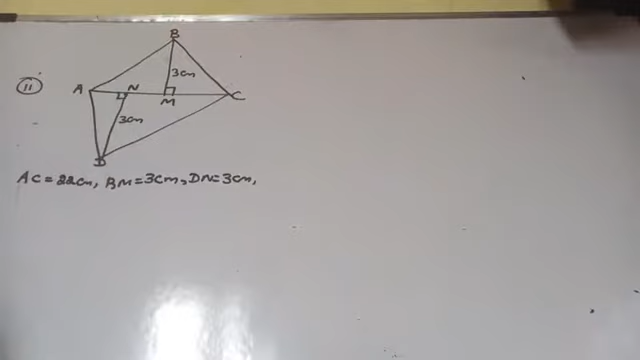 B
(11)
A N 3cm
M C
3cm
D
AC = 22cm, BM = 3cm, DN = 3cm,